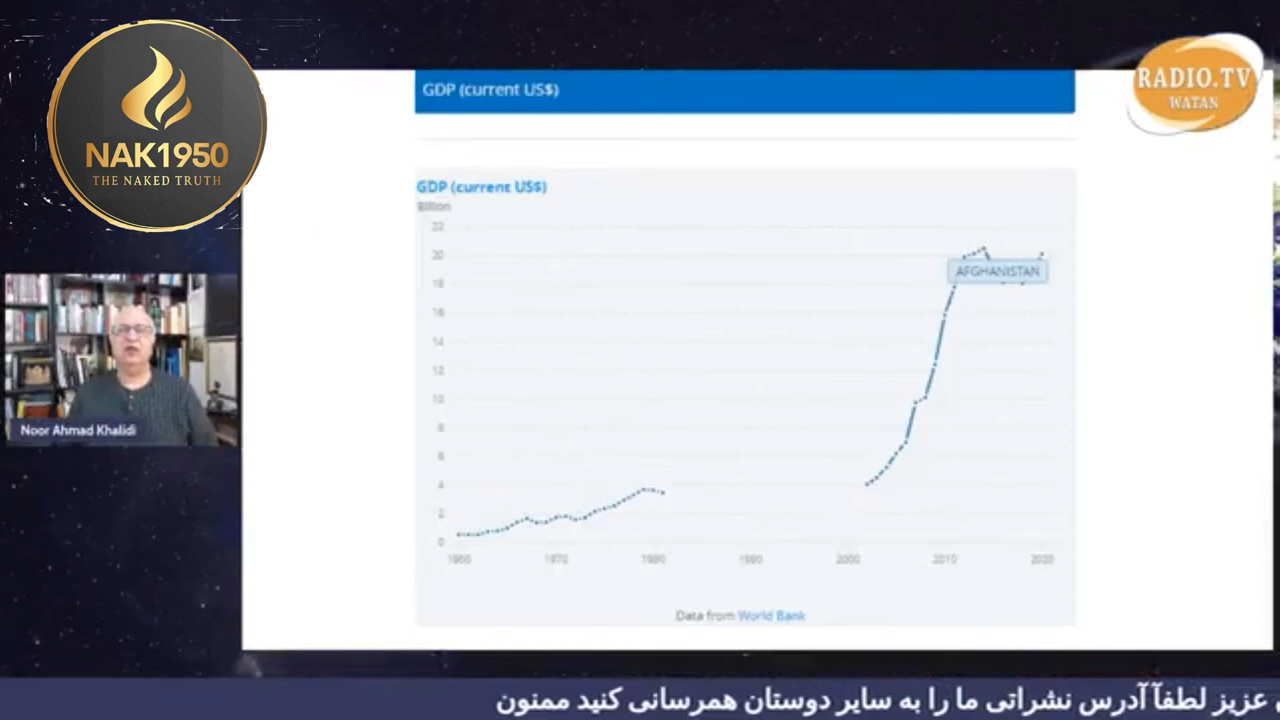 NAK1950
THE NAKED TRUTH
RADIO.TV
WATAN
GDP (current US$)
GDP (current US$)
Billion
22
20
18
16
14
12
10
8
6
4
2
0
AFGHANISTAN
1960
1970
1980
1990
2000
2010
2020
Data from World Bank
Noor Ahmad Khalidi
عزیز لطفآ آدرس نشراتی ما را به سایر دوستان همرسانی کنید ممنون